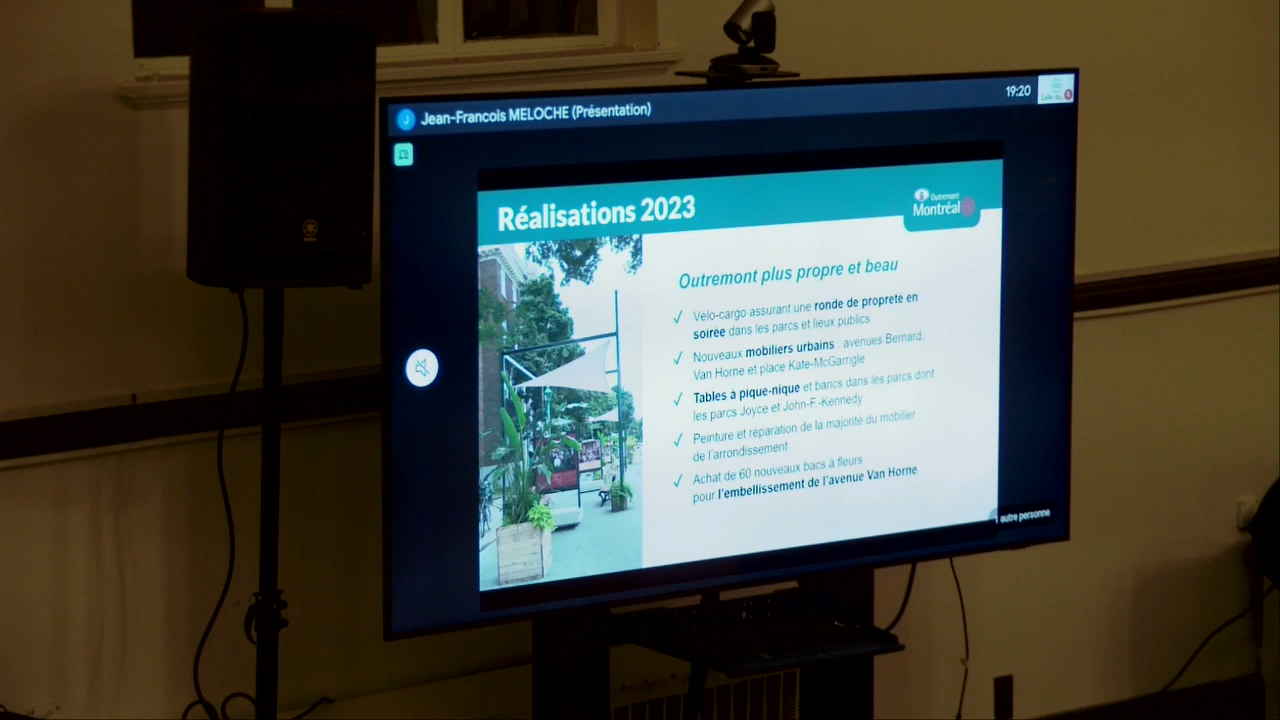 Jean-Francois MELOCHE (Présentation)
19:20
Réalisations 2023
Outremont
Montréal
Outremont plus propre et beau
✓ Vélo-cargo assurant une ronde de propreté en
soirée dans les parcs et lieux publics
✓ Nouveaux mobiliers urbains : avenues Bernard,
Van Horne et place Kate-McGarrigle
✓ Tables à pique-nique et bancs dans les parcs dont
les parcs Joyce et John-F.-Kennedy
✓ Peinture et reparation de la majorité du mobilier
de l'arrondissement
✓ Achat de 60 nouveaux bacs à fleurs
pour l'embellissement de l'avenue Van Horne
autre personne